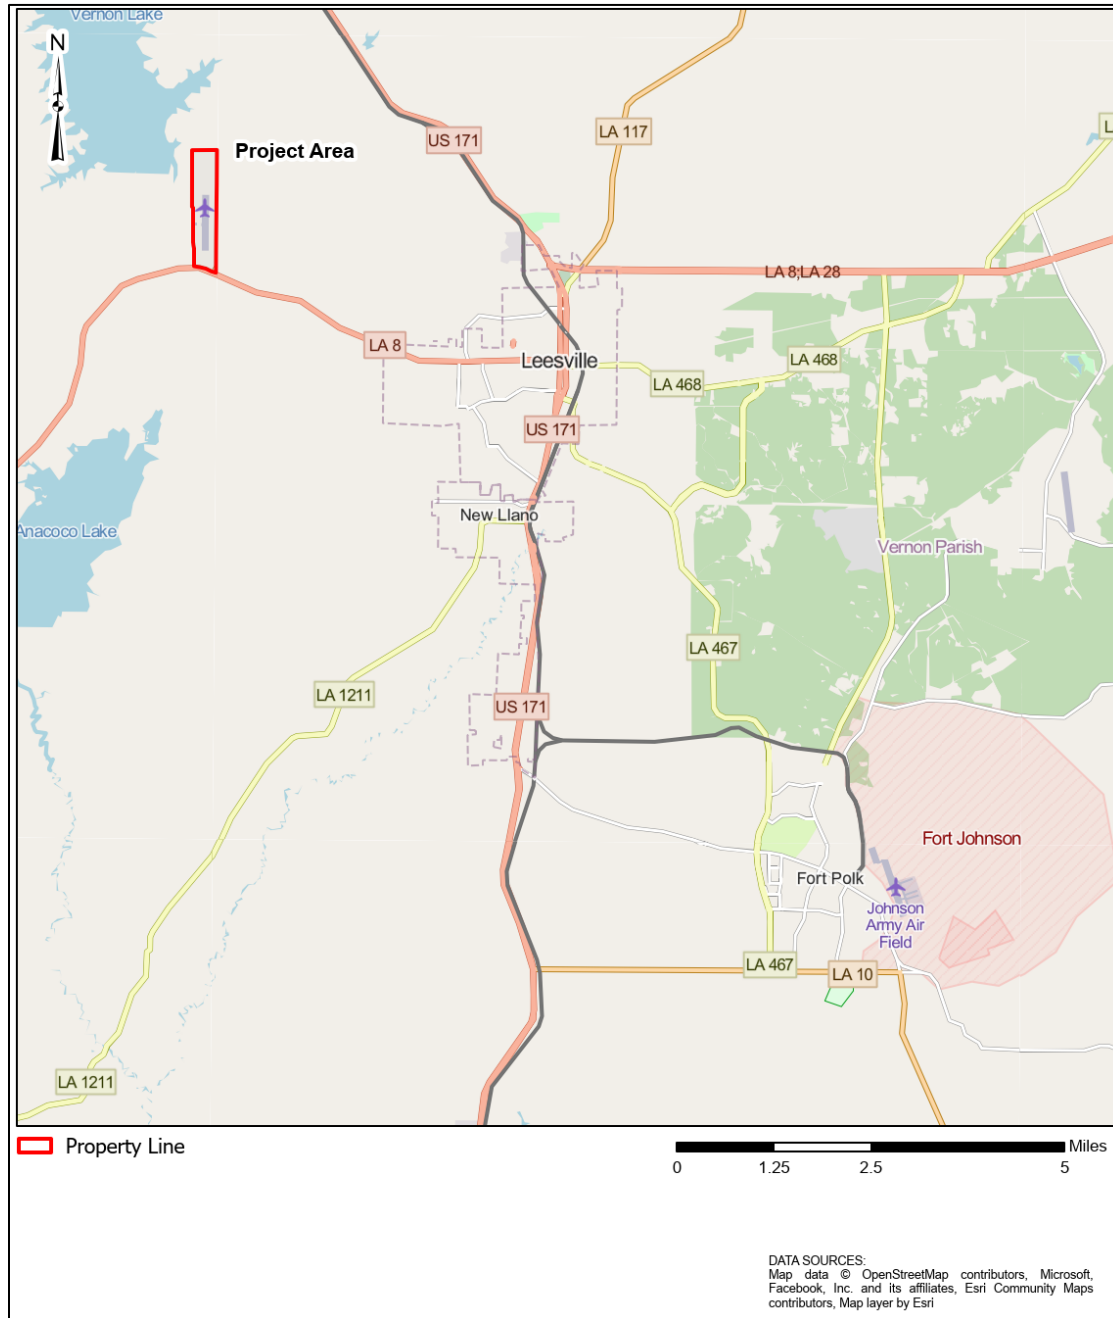 Vernon Lake
N
US 171
LA 117
L
Project Area
LA 8;LA 28
LA 8
Leesville
LA 468
LA 468
US 171
New Llano
Anacoco Lake
Vernon Parish
LA 467
LA 1211
US 171
Fort Johnson
Fort Polk
Johnson
Army Air
Field
LA 467
LA 10
LA 1211
Property Line
Miles
0 1.25 2.5 5
DATA SOURCES:
Map data © OpenStreetMap contributors, Microsoft,
Facebook, Inc. and its affiliates, Esri Community Maps
contributors, Map layer by Esri